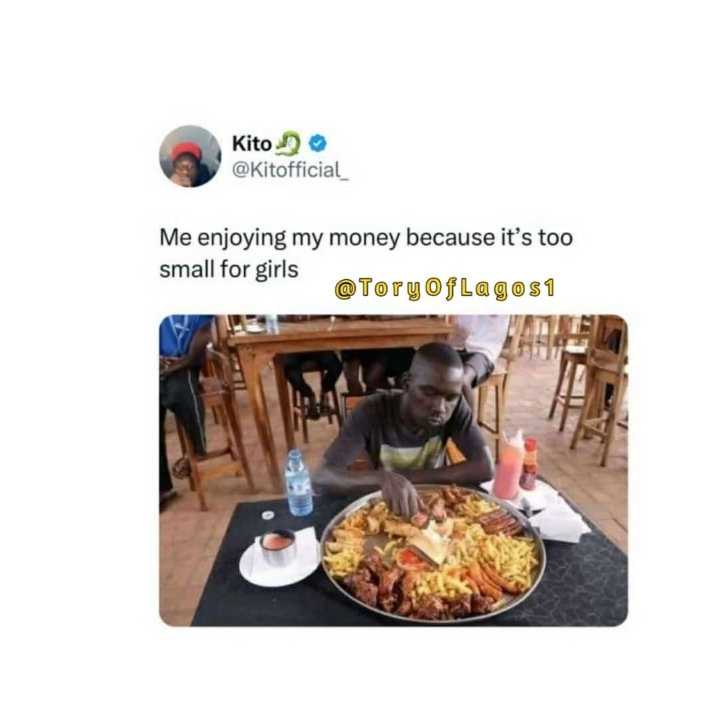 Kito
@Kitofficial_
Me enjoying my money because it's too
small for girls
@ToryOfLagos1